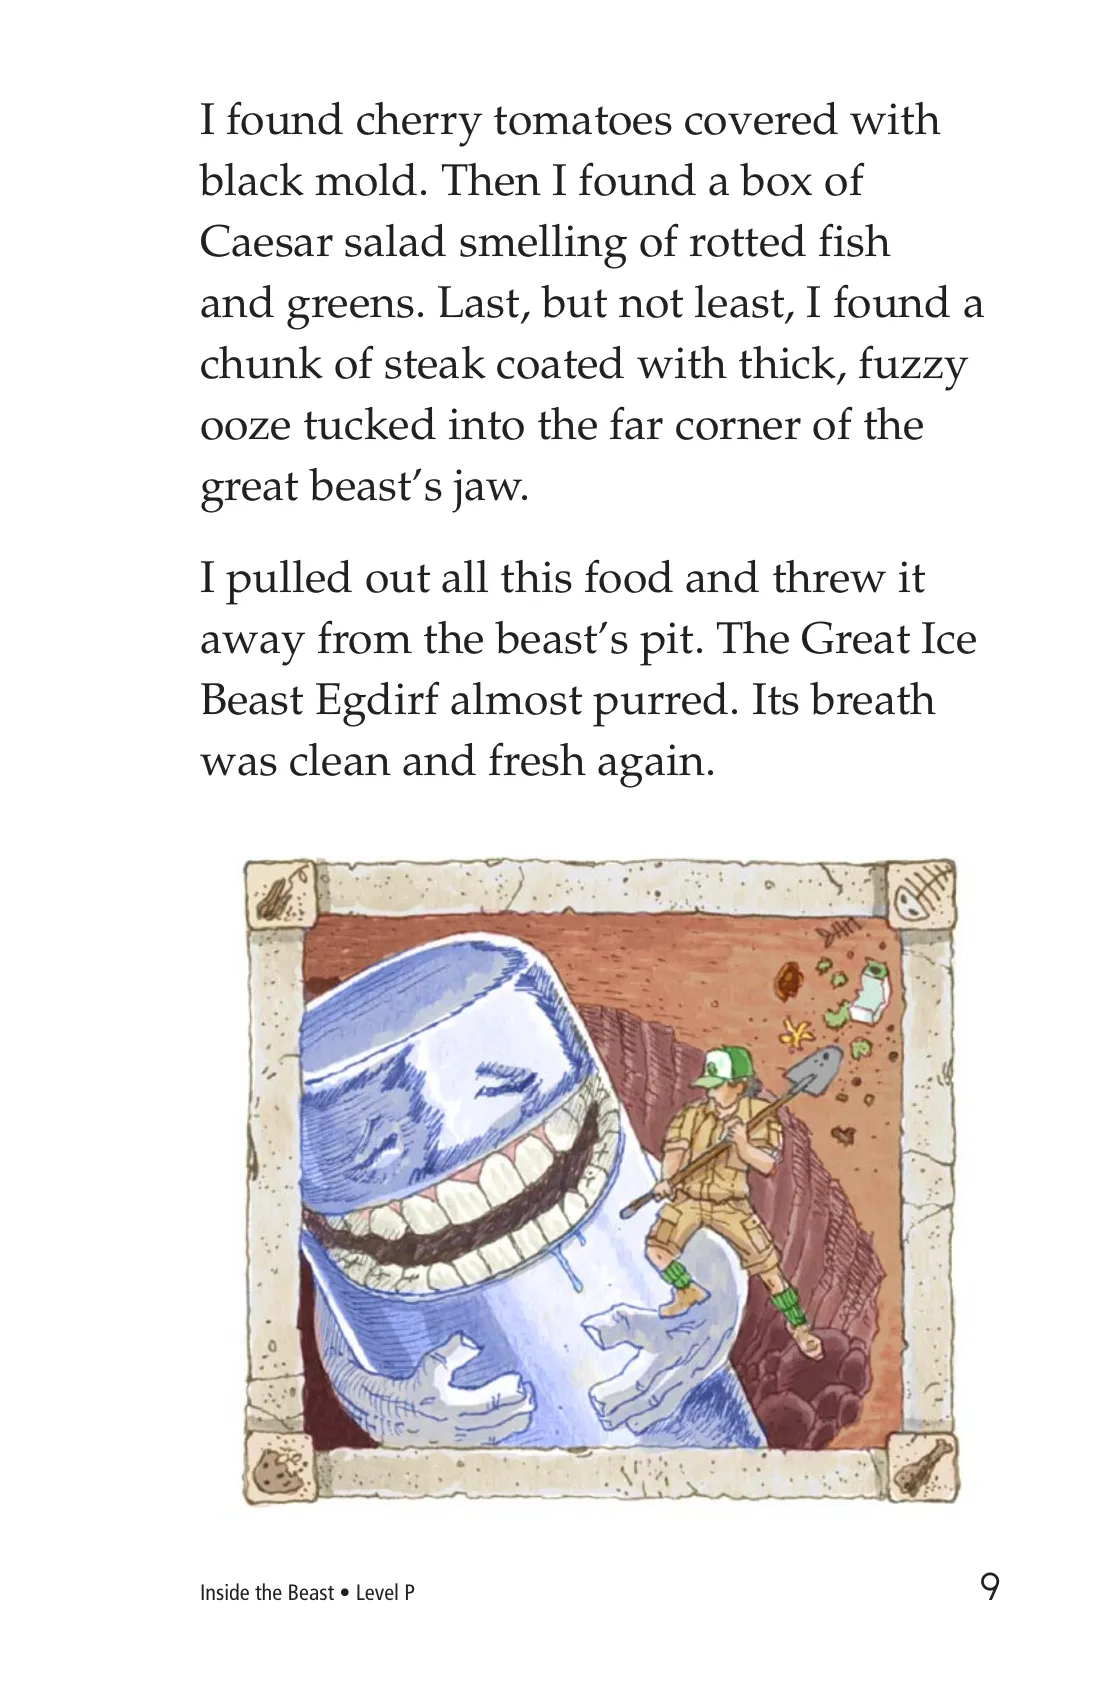 I found cherry tomatoes covered with
black mold. Then I found a box of
Caesar salad smelling of rotted fish
and greens. Last, but not least, I found a
chunk of steak coated with thick, fuzzy
ooze tucked into the far corner of the
great beast’s jaw.
I pulled out all this food and threw it
away from the beast’s pit. The Great Ice
Beast Egdirf almost purred. Its breath
was clean and fresh again.
Inside the Beast • Level P
9